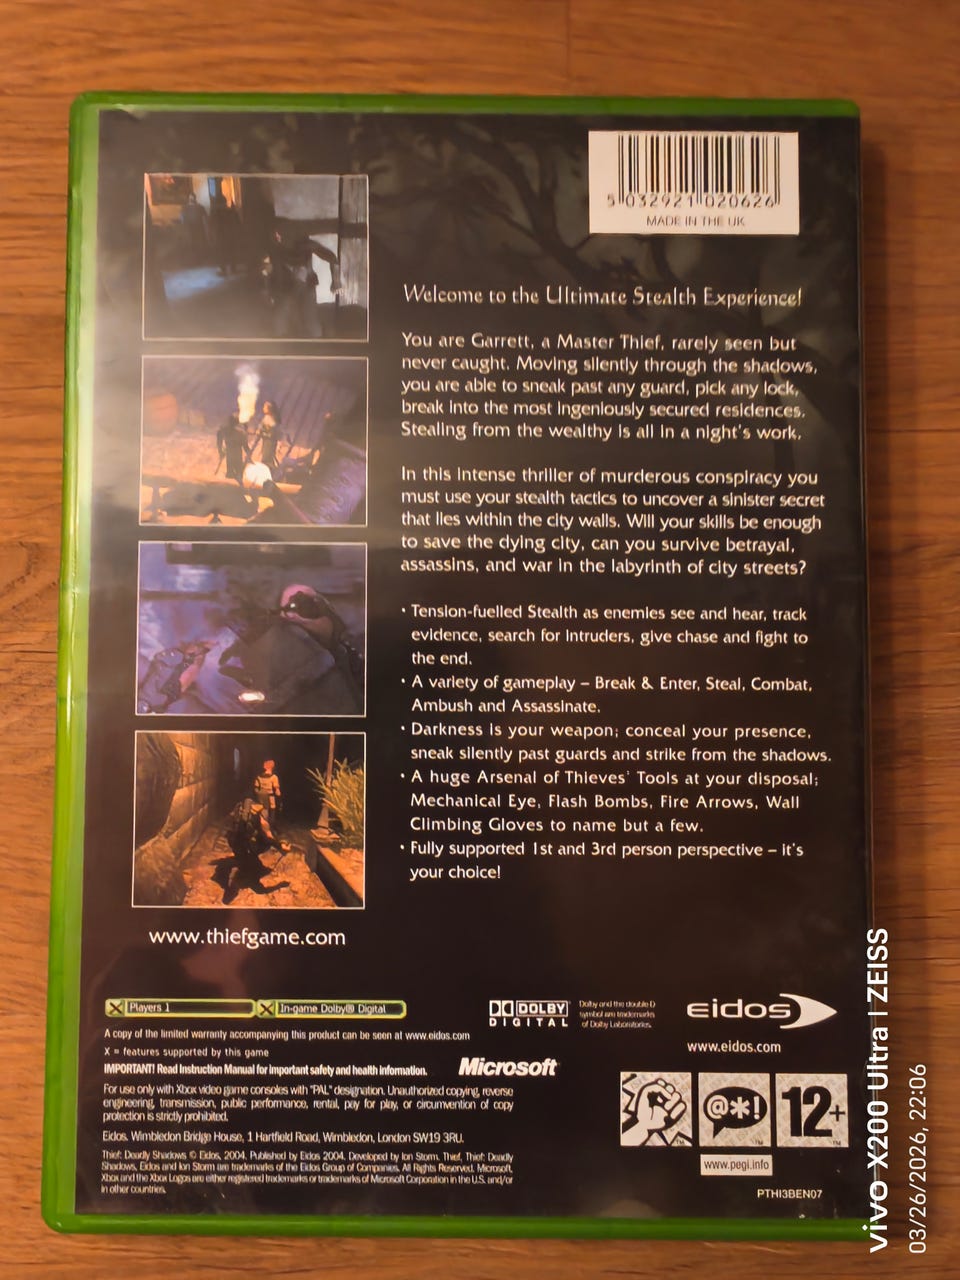 5 032921 020626
MADE IN THE UK
Welcome to the Ultimate Stealth Experience!
You are Garrett, a Master Thief, rarely seen but
never caught. Moving silently through the shadows,
you are able to sneak past any guard, pick any lock,
break into the most ingeniously secured residences.
Stealing from the wealthy is all in a night's work.
In this intense thriller of murderous conspiracy you
must use your stealth tactics to uncover a sinister secret
that lies within the city walls. Will your skills be enough
to save the dying city, can you survive betrayal,
assassins, and war in the labyrinth of city streets?
• Tension-fuelled Stealth as enemies see and hear, track
evidence, search for intruders, give chase and fight to
the end.
• A variety of gameplay – Break & Enter, Steal, Combat,
Ambush and Assassinate.
• Darkness is your weapon; conceal your presence,
sneak silently past guards and strike from the shadows.
• A huge Arsenal of Thieves' Tools at your disposal;
Mechanical Eye, Flash Bombs, Fire Arrows, Wall
Climbing Gloves to name but a few.
• Fully supported 1st and 3rd person perspective – it's
your choice!
www.thiefgame.com
X Players 1
X In-game Dolby® Digital
A copy of the limited warranty accompanying this product can be seen at www.eidos.com
X = features supported by this game
IMPORTANT! Read Instruction Manual for important safety and health information.
Microsoft
For use only with Xbox video game consoles with "PAL" designation. Unauthorized copying, reverse
engineering, transmission, public performance, rental, pay for play, or circumvention of copy
protection is strictly prohibited.
Eidos. Wimbledon Bridge House, 1 Hartfield Road, Wimbledon, London SW19 3RU.
Thief: Deadly Shadows © Eidos, 2004. Published by Eidos 2004. Developed by Ion Storm. Thief, Thief: Deadly
Shadows, Eidos and Ion Storm are trademarks of the Eidos Group of Companies. All Rights Reserved. Microsoft,
Xbox and the Xbox Logos are either registered trademarks or trademarks of Microsoft Corporation in the U.S. and/or
in other countries.
DOLBY
DIGITAL
Dolby and the double D
symbol are trademarks
of Dolby Laboratories.
eidos
www.eidos.com
@*!
12+
TM
TM
TM
www.pegi.info
PTHI3BEN07
vivo X200 Ultra | ZEISS
03/26/2026, 22:06